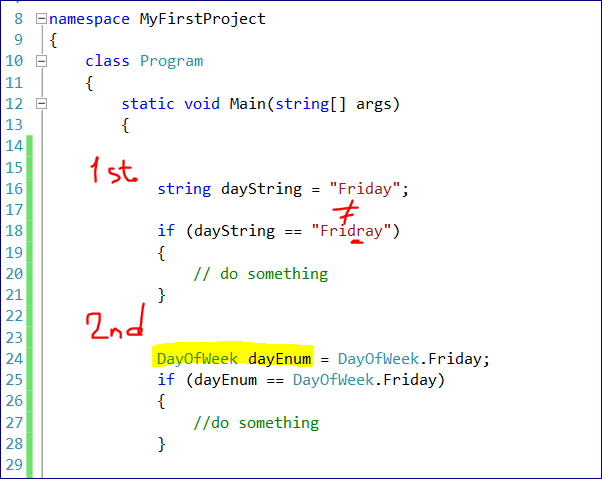 8 namespace MyFirstProject
9 {
10 class Program
11 {
12 static void Main(string[] args)
13 {
14
15
1st
16 string dayString = "Friday";
17 ≠
18 if (dayString == "Fridray")
19 {
20 // do something
21 }
22
2nd
23
24 DayOfWeek dayEnum = DayOfWeek.Friday;
25 if (dayEnum == DayOfWeek.Friday)
26 {
27 //do something
28 }
29